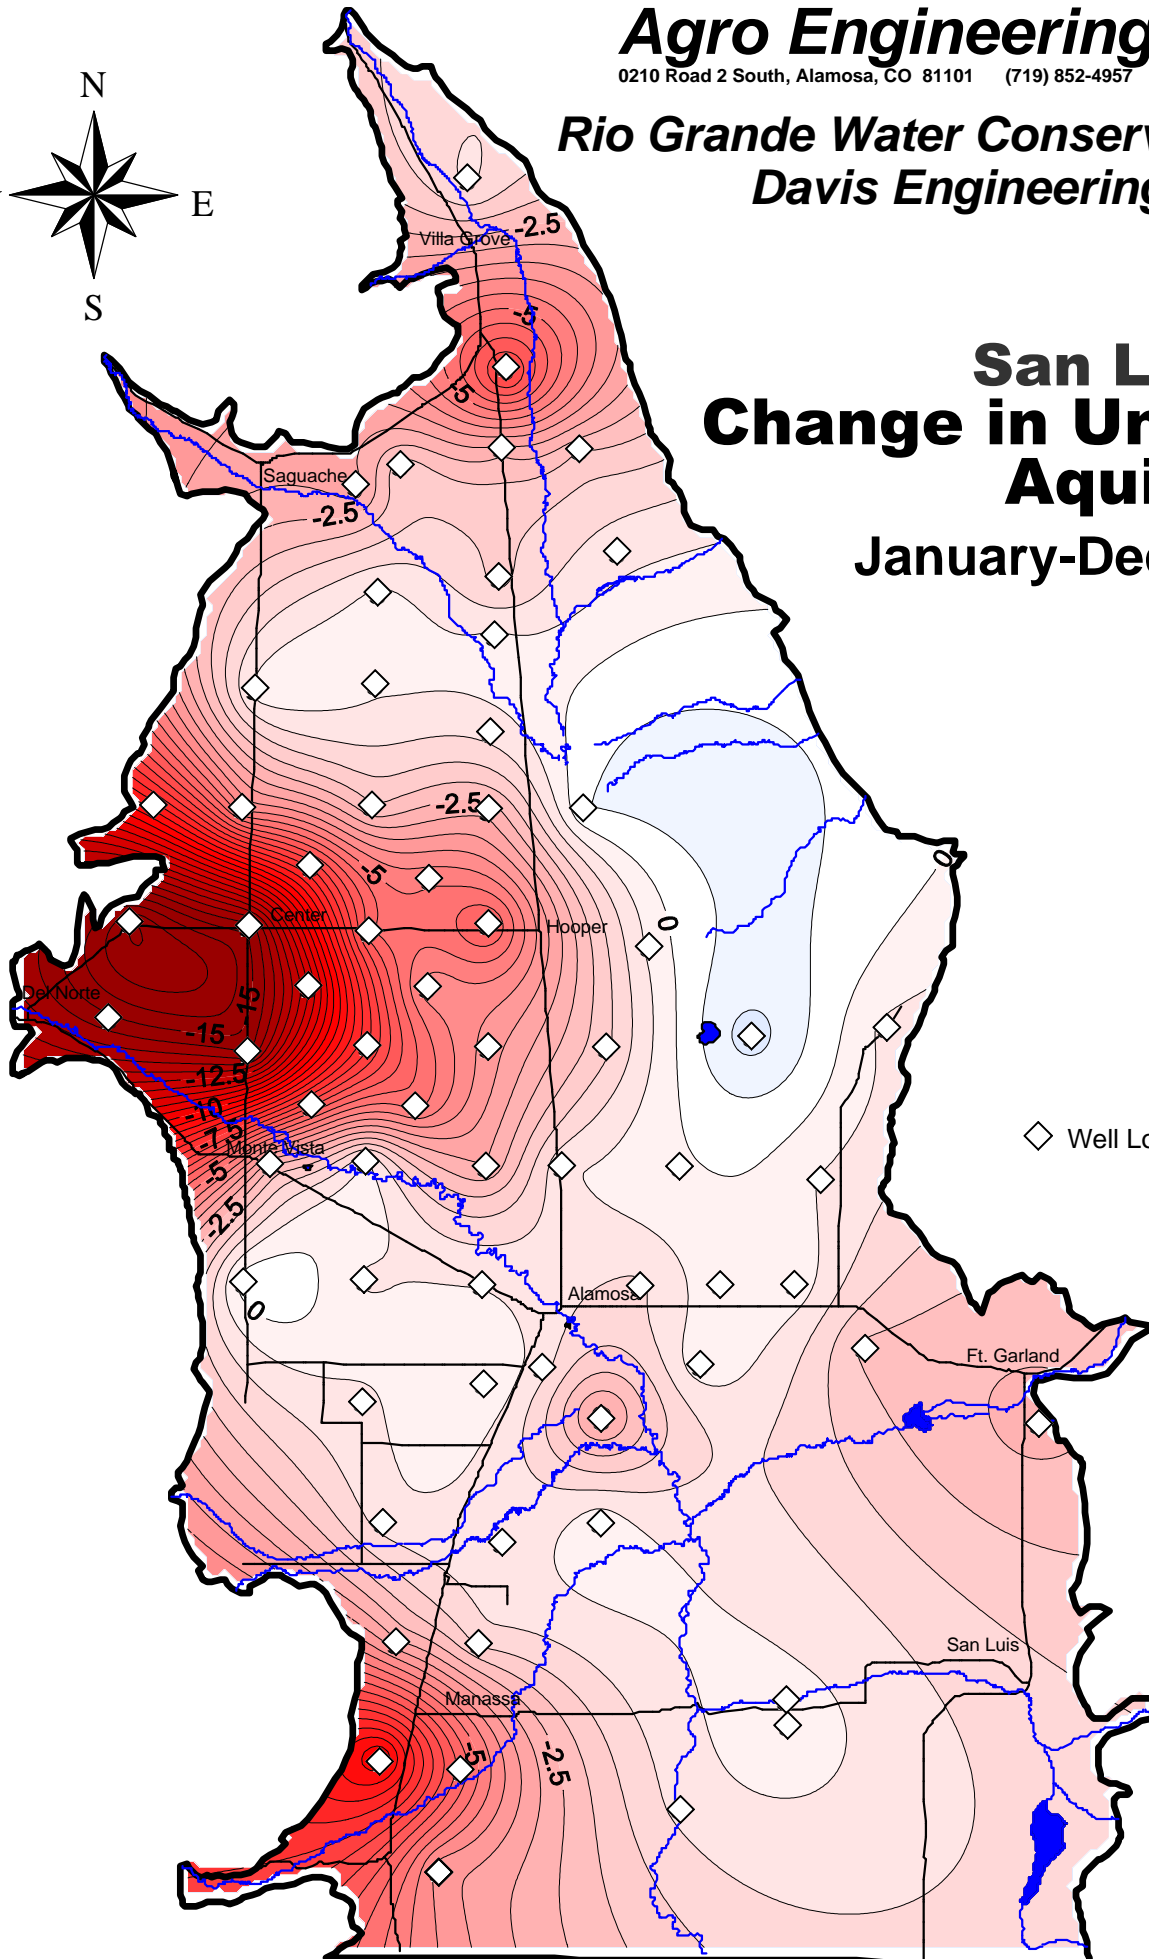 Agro Engineering
0210 Road 2 South, Alamosa, CO 81101 (719) 852-4957
Rio Grande Water Conserv
Davis Engineering
N
E
S
San L
Change in Un
Aqui
January-Dec
Villa Grove
-2.5
-5
-5
Saguache
-2.5
-2.5
-5
0
Center
Hooper
0
Del Norte
-15
-15
-12.5
-10
-7.5
Monte Vista
-5
-2.5
Well Lo
0
Alamosa
Ft. Garland
San Luis
Manassa
-5
-2.5